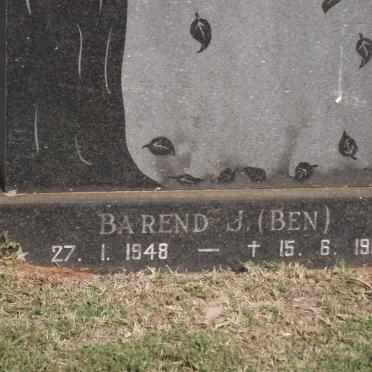 BAREND J. (BEN)
* 27. 1. 1948 — † 15. 6. 19